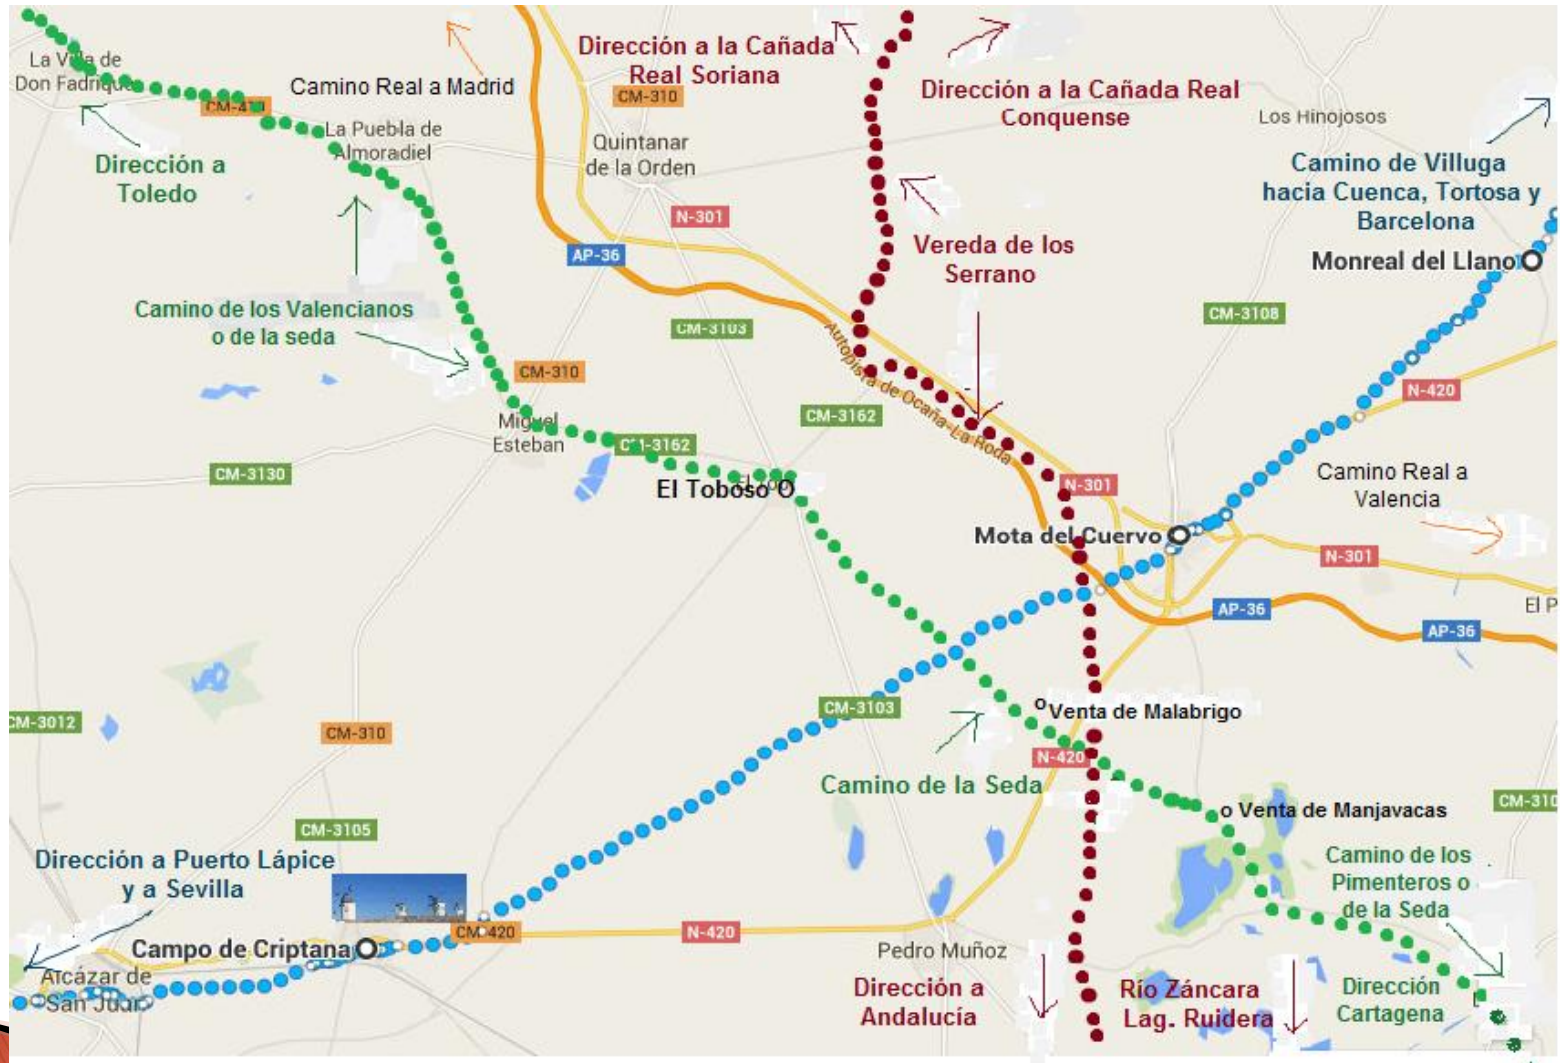 La Villa de
Don Fadrique
CM-410
Camino Real a Madrid
Dirección a la Cañada
Real Soriana
CM-310
Dirección a la Cañada Real
Conquense
Los Hinojosos
La Puebla de
Almoradiel
Quintanar
de la Orden
Dirección a
Toledo
Camino de Villuga
hacia Cuenca, Tortosa y
Barcelona
N-301
AP-36
Vereda de los
Serrano
Monreal del Llano
Camino de los Valencianos
o de la seda
CM-3103
CM-3108
CM-310
Autopista de Ocaña-La Roda
N-420
CM-3162
Miguel
Esteban
CM-3162
CM-3130
El Toboso
N-301
Camino Real a
Valencia
Mota del Cuervo
N-301
AP-36
El P
AP-36
CM-3012
CM-310
CM-3103
Venta de Malabrigo
N-420
Camino de la Seda
CM-310
Venta de Manjavacas
CM-3105
Dirección a Puerto Lápice
y a Sevilla
Camino de los
Pimenteros o
de la Seda
CM-420
N-420
Campo de Criptana
Pedro Muñoz
Alcázar de
San Juan
Dirección a
Andalucía
Río Záncara
Lag. Ruidera
Dirección
Cartagena